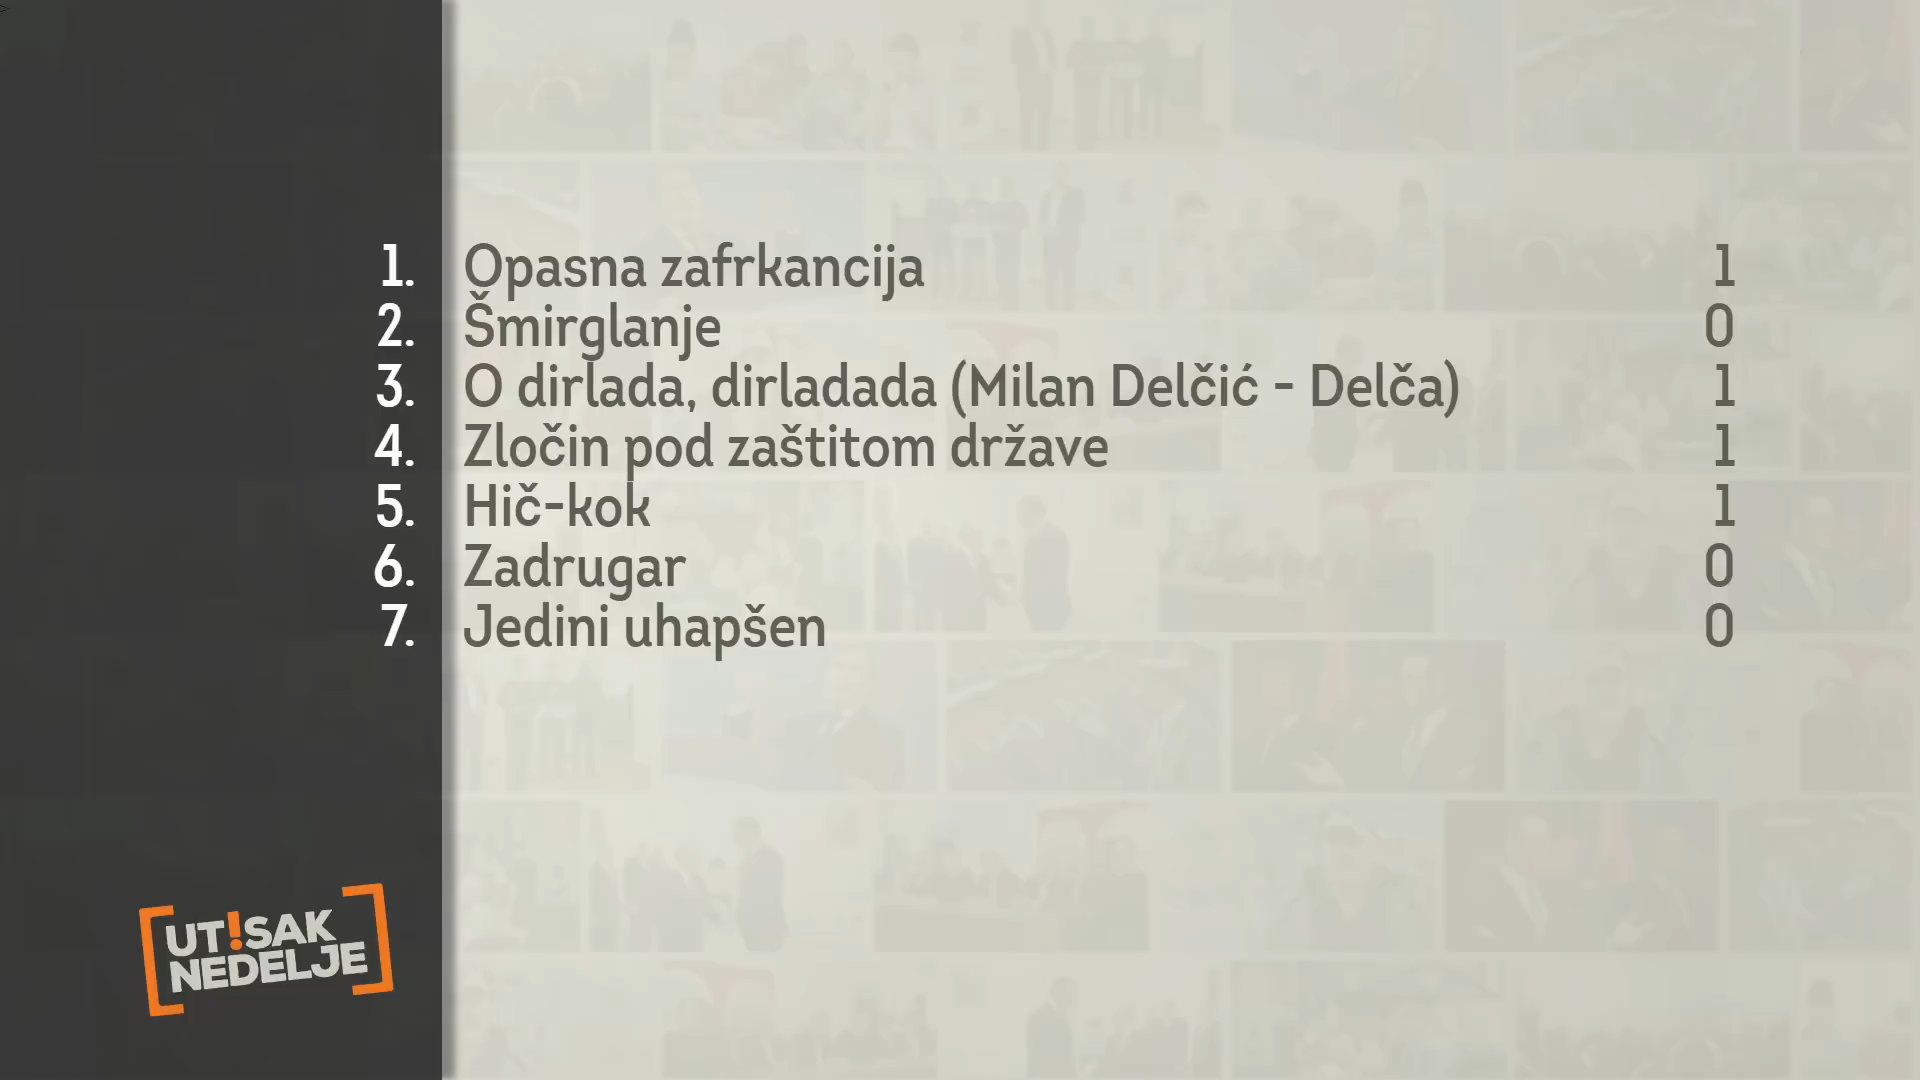 1. Opasna zafrkancija 1
2. Šmirglanje 0
3. O dirlada, dirladada (Milan Delčić - Delča) 1
4. Zločin pod zaštitom države 1
5. Hič-kok 1
6. Zadrugar 0
7. Jedini uhapšen 0
UT!SAK
NEDELJE